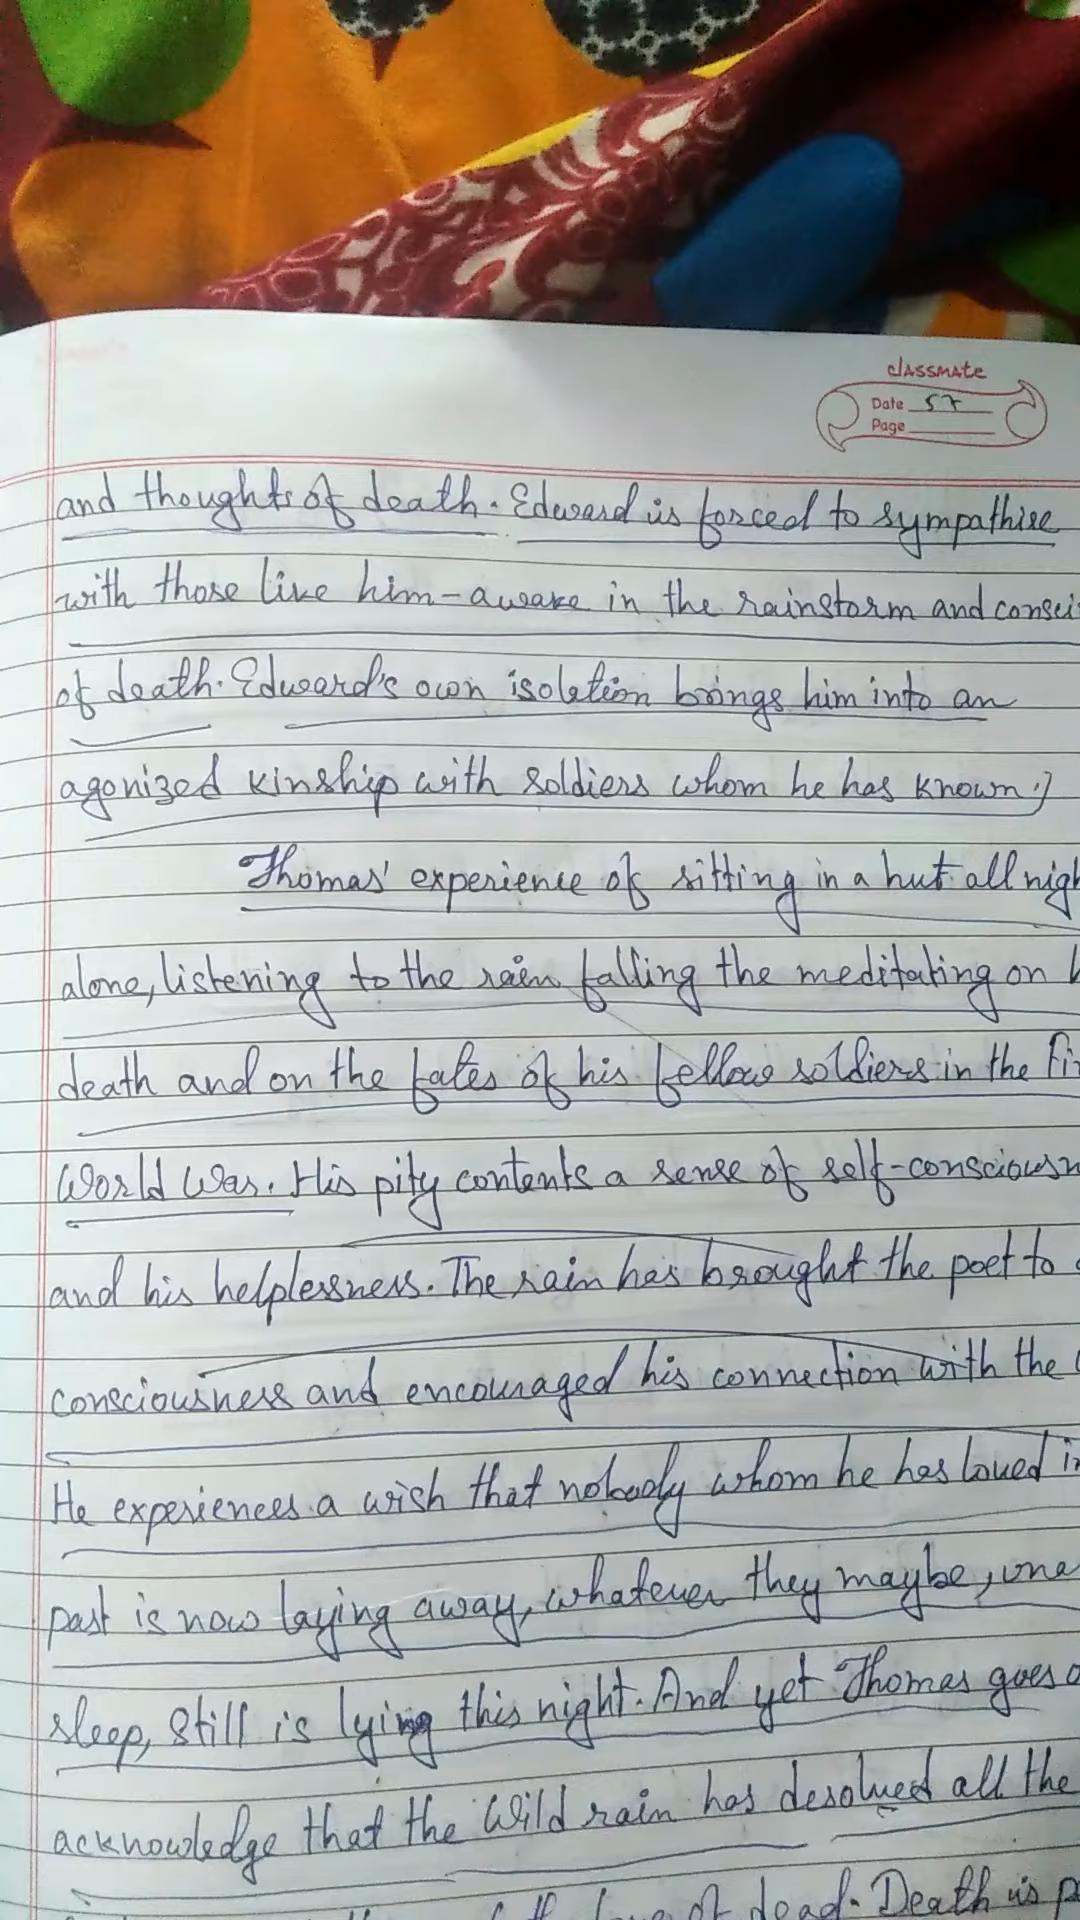 classmate
Date 57
Page
and thoughts of death. Edward is forced to sympathise
with those like him - awake in the rainstorm and consci
of death. Edward's own isolation brings him into an
agonized kinship with soldiers whom he has known.)
Thomas' experience of sitting in a hut all nigh
alone, listening to the rain falling the meditating on h
death and on the fates of his fellow soldiers in the Fi
World War. His pity contents a sense of self-consciousn
and his helplessness. The rain has brought the poet to
consciousness and encouraged his connection with the
He experiences a wish that nobody whom he has loved in
past is now laying away, whatever they maybe, una
sleep, Still is lying this night. And yet Thomas goes o
acknowledge that the wild rain has desolved all the
of dead. Death is p